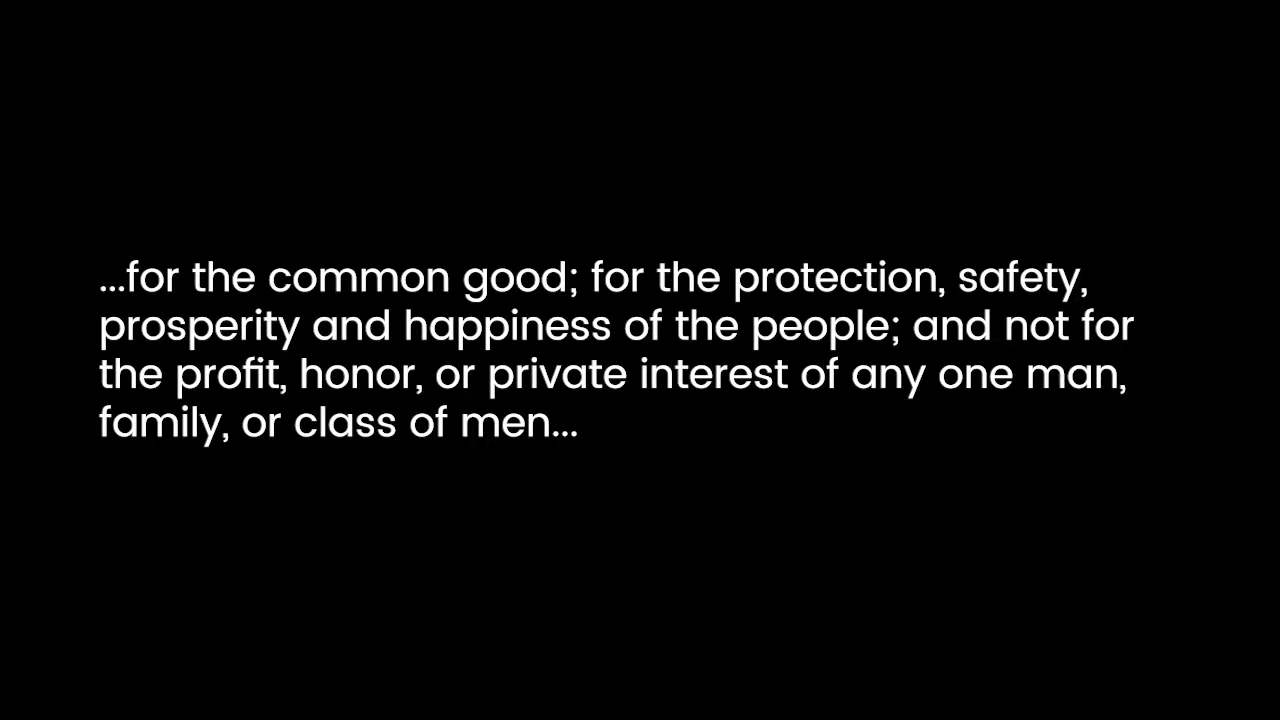 ...for the common good; for the protection, safety,
prosperity and happiness of the people; and not for
the profit, honor, or private interest of any one man,
family, or class of men...